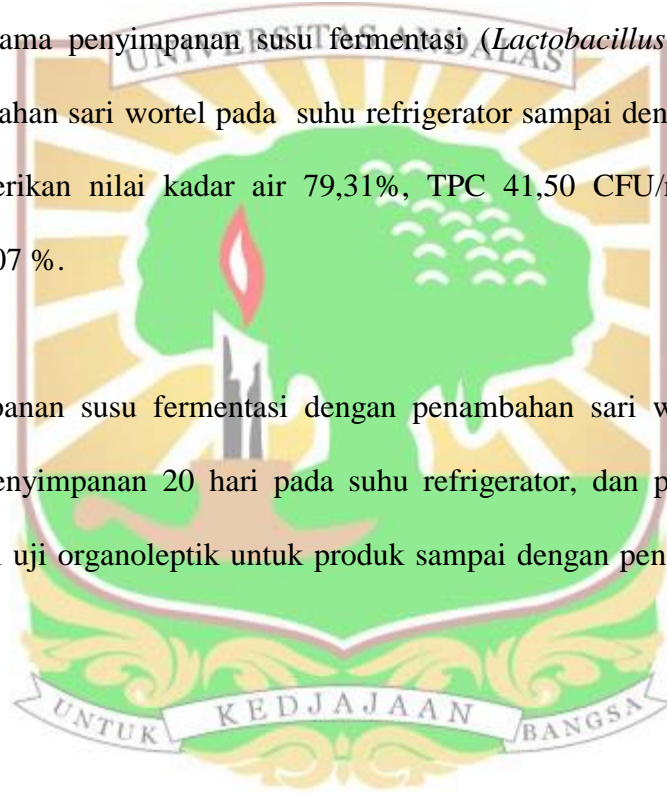 ama penyimpanan susu fermentasi (Lactobacillus
UNIVERSITAS ANDALAS
ahan sari wortel pada suhu refrigerator sampai den
erikan nilai kadar air 79,31%, TPC 41,50 CFU/
07 %.
panan susu fermentasi dengan penambahan sari w
enyimpanan 20 hari pada suhu refrigerator, dan p
uji organoleptik untuk produk sampai dengan pen
UNTUK KEDJAJAAN BANGSA